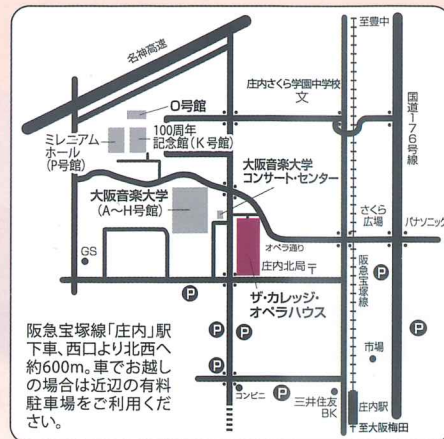 名神高速
至豊中
庄内さくら学園中学校
文
国道176号線
O号館
100周年
記念館(K号館)
ミレニアム
ホール
(P号館)
大阪音楽大学
コンサート・センター
大阪音楽大学
(A〜H号館)
さくら
広場
パナソニック
オペラ通り
GS
庄内北局〒
阪急宝塚線
P
ザ・カレッジ・
オペラハウス
P
P
P
P
阪急宝塚線「庄内」駅
下車、西口より北西へ
約600m。車でお越し
の場合は近辺の有料
駐車場をご利用くだ
さい。
市場
コンビニ
P
三井住友
BK
庄内駅
至大阪梅田